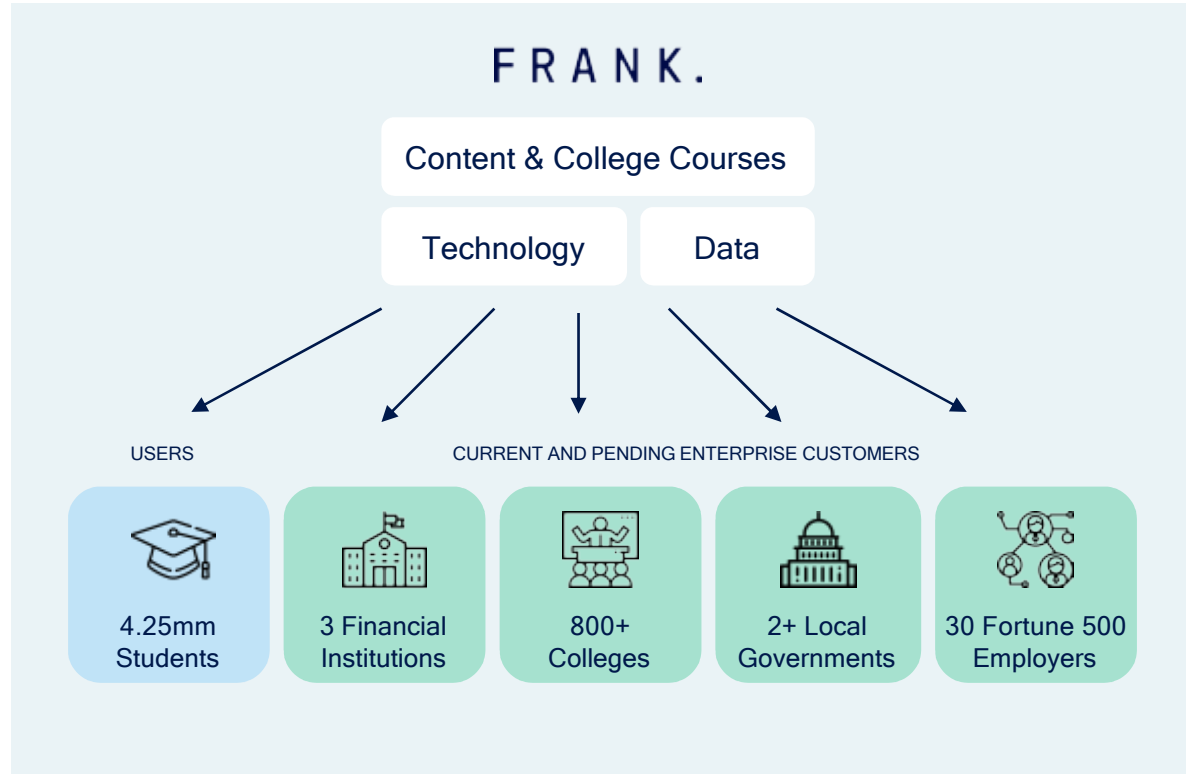 FRANK.
Content & College Courses
Technology
Data
USERS
CURRENT AND PENDING ENTERPRISE CUSTOMERS
4.25mm
Students
3 Financial
Institutions
800+
Colleges
2+ Local
Governments
30 Fortune 500
Employers